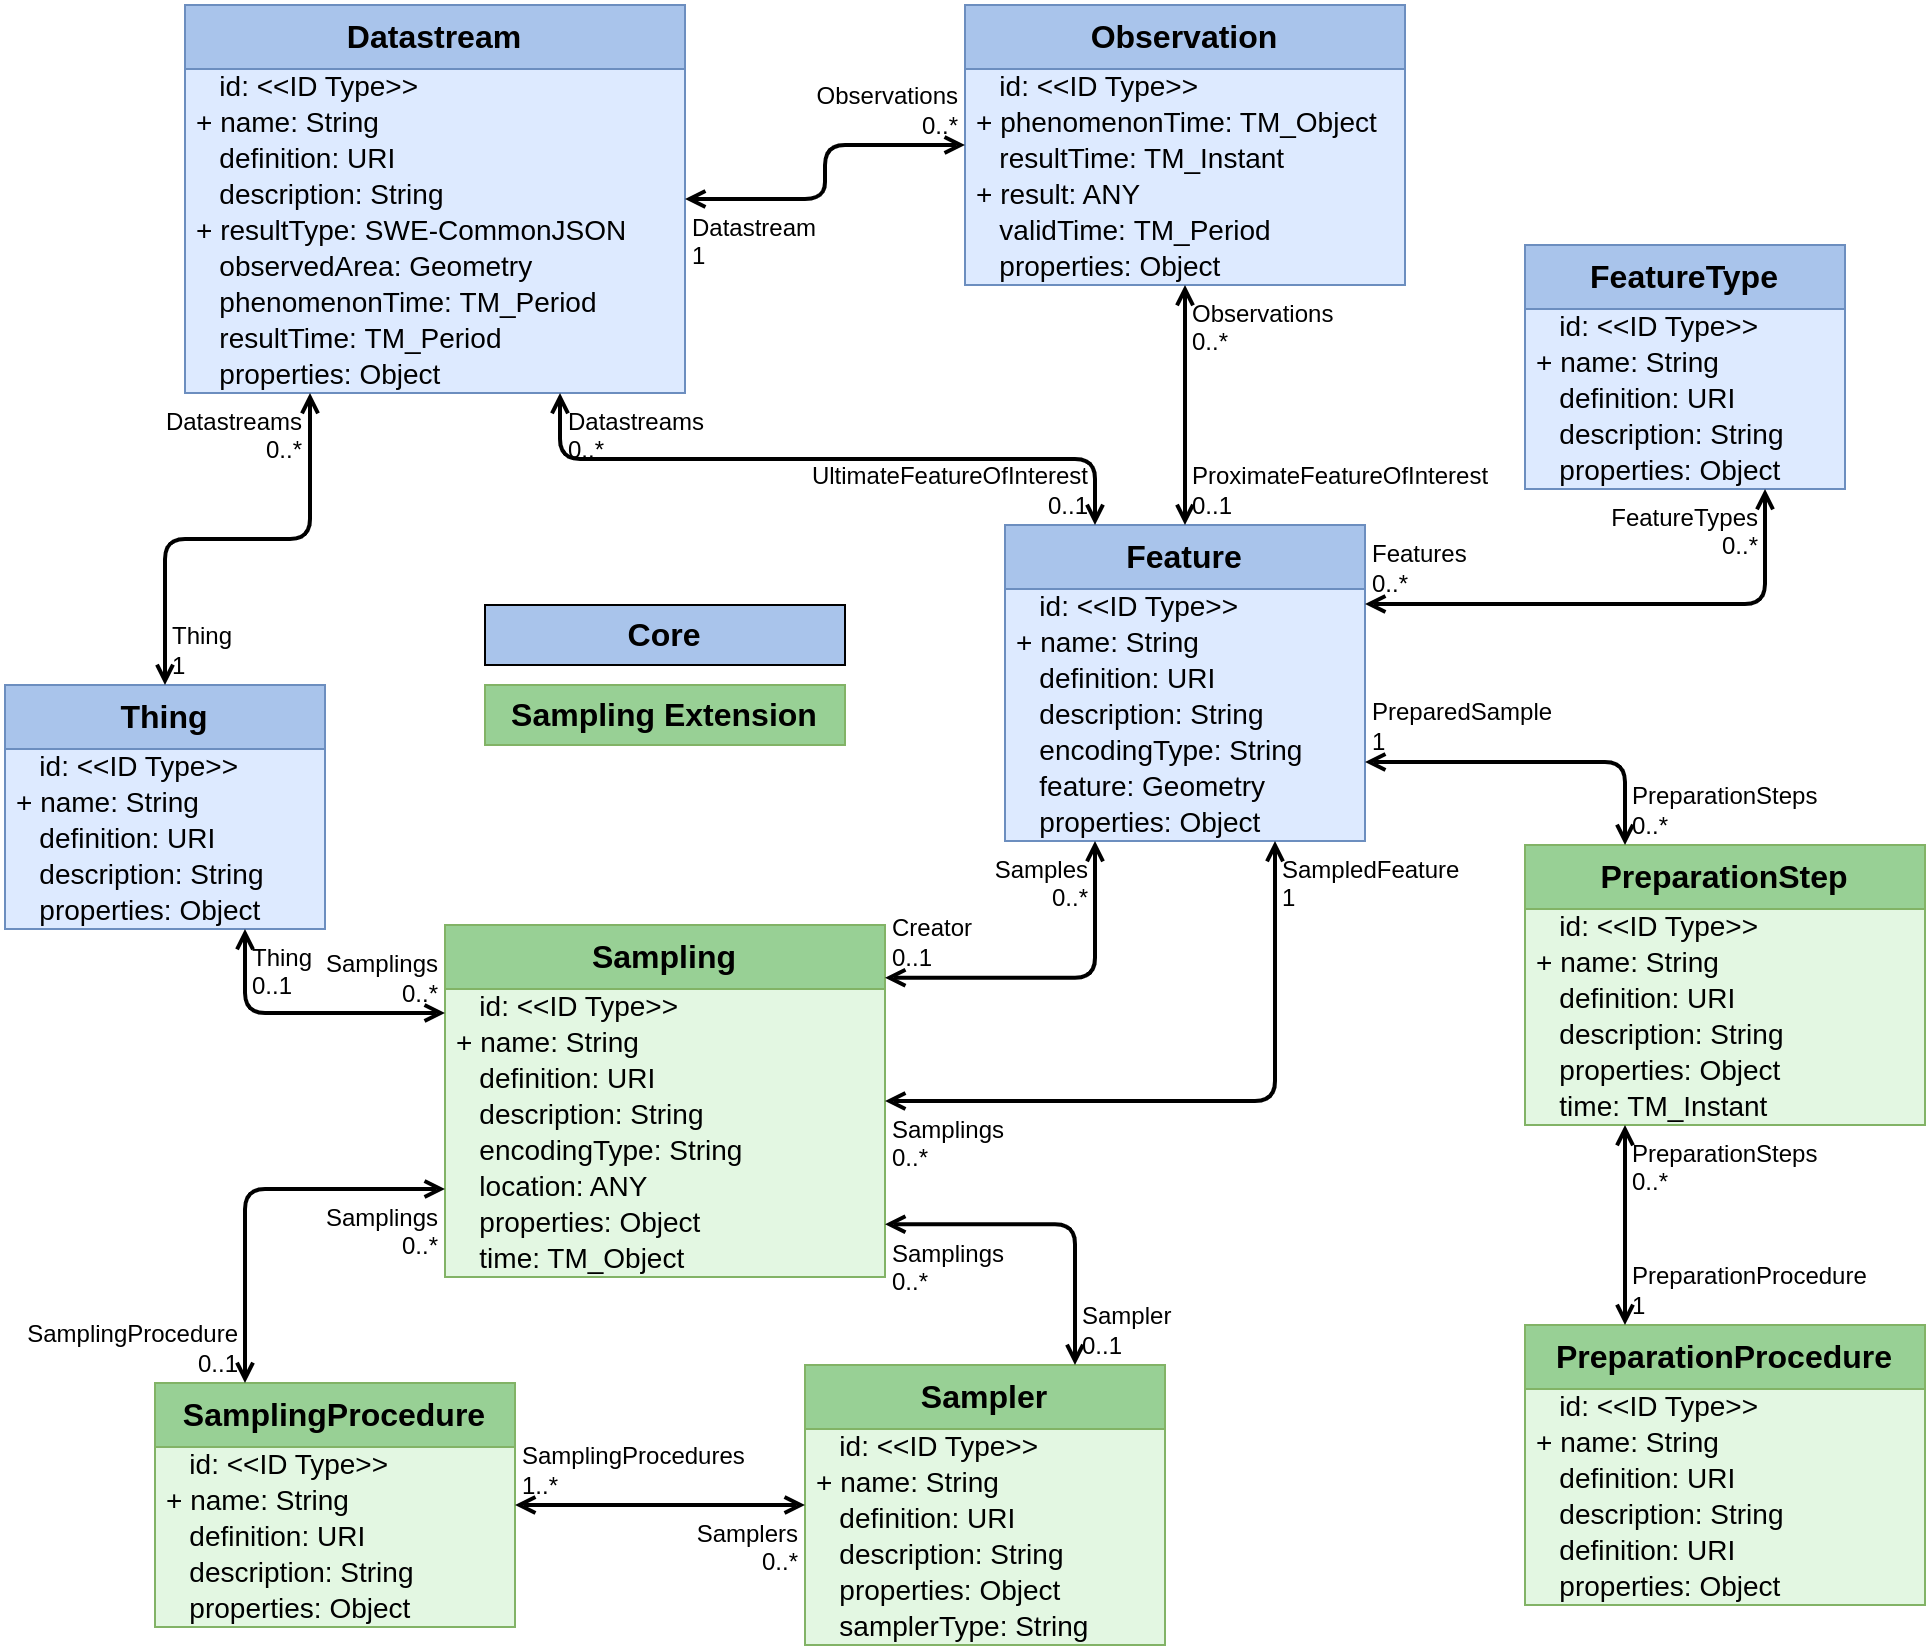 Datastream
id: <<ID Type>>
+ name: String
definition: URI
description: String
+ resultType: SWE-CommonJSON
observedArea: Geometry
phenomenonTime: TM_Period
resultTime: TM_Period
properties: Object
Observations
0..*
Datastream
1
Observation
id: <<ID Type>>
+ phenomenonTime: TM_Object
resultTime: TM_Instant
+ result: ANY
validTime: TM_Period
properties: Object
Observations
0..*
FeatureType
id: <<ID Type>>
+ name: String
definition: URI
description: String
properties: Object
Datastreams
0..*
Datastreams
0..*
UltimateFeatureOfInterest
0..1
ProximateFeatureOfInterest
0..1
FeatureTypes
0..*
Features
0..*
Feature
id: <<ID Type>>
+ name: String
definition: URI
description: String
encodingType: String
feature: Geometry
properties: Object
Core
Sampling Extension
Thing
1
Thing
id: <<ID Type>>
+ name: String
definition: URI
description: String
properties: Object
PreparedSample
1
PreparationSteps
0..*
PreparationStep
id: <<ID Type>>
+ name: String
definition: URI
description: String
properties: Object
time: TM_Instant
Samples
0..*
SampledFeature
1
Creator
0..1
Thing
0..1
Samplings
0..*
Sampling
id: <<ID Type>>
+ name: String
definition: URI
description: String
encodingType: String
location: ANY
properties: Object
time: TM_Object
Samplings
0..*
Samplings
0..*
Samplings
0..*
PreparationSteps
0..*
PreparationProcedure
1
PreparationProcedure
id: <<ID Type>>
+ name: String
definition: URI
description: String
definition: URI
properties: Object
SamplingProcedure
0..1
Sampler
0..1
SamplingProcedure
id: <<ID Type>>
+ name: String
definition: URI
description: String
properties: Object
SamplingProcedures
1..*
Samplers
0..*
Sampler
id: <<ID Type>>
+ name: String
definition: URI
description: String
properties: Object
samplerType: String